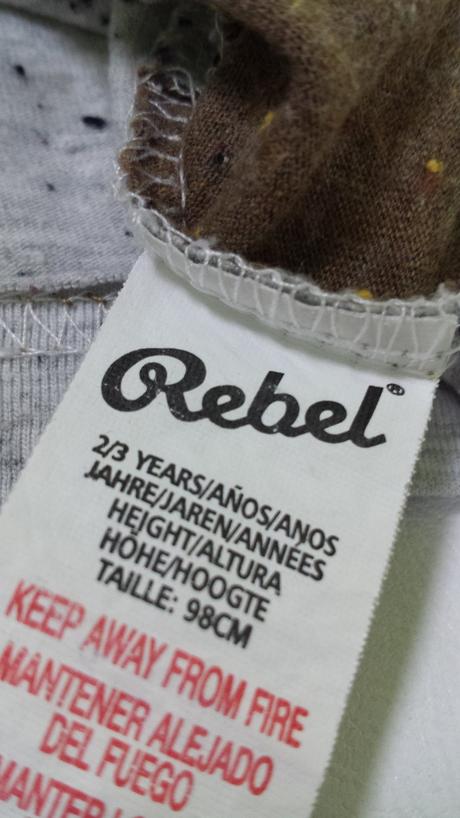 Rebel®
2/3 YEARS/AÑOS/ANOS
JAHRE/JAREN/ANNÉES
HEIGHT/ALTURA
HÖHE/HOOGTE
TAILLE: 98CM
KEEP AWAY FROM FIRE
MANTENER ALEJADO
DEL FUEGO
MANTER